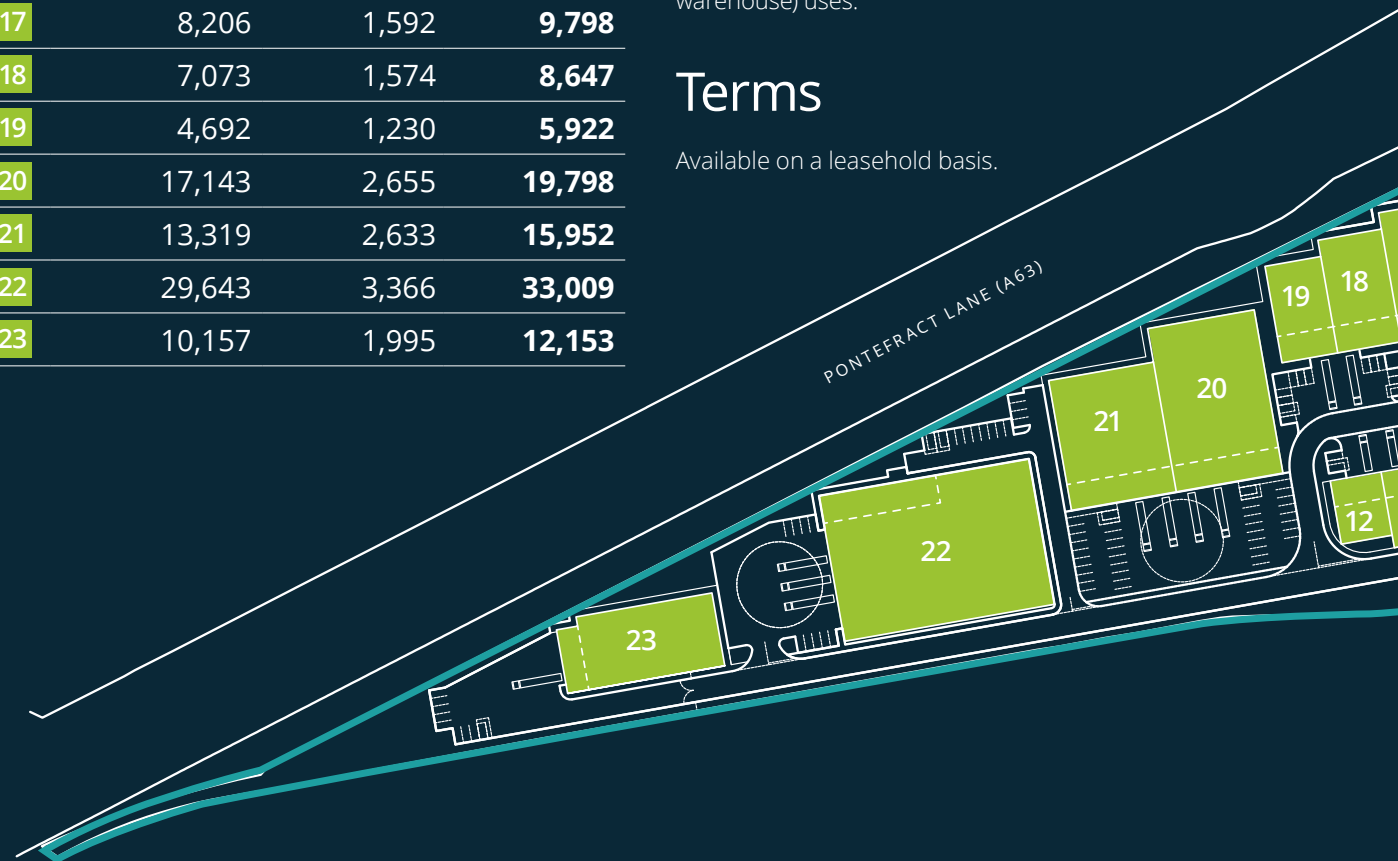 17 8,206 1,592 9,798
18 7,073 1,574 8,647
19 4,692 1,230 5,922
20 17,143 2,655 19,798
21 13,319 2,633 15,952
22 29,643 3,366 33,009
23 10,157 1,995 12,153
warehouse) uses.
Terms
Available on a leasehold basis.
PONTEFRACT LANE (A63)
19
18
20
21
12
22
23